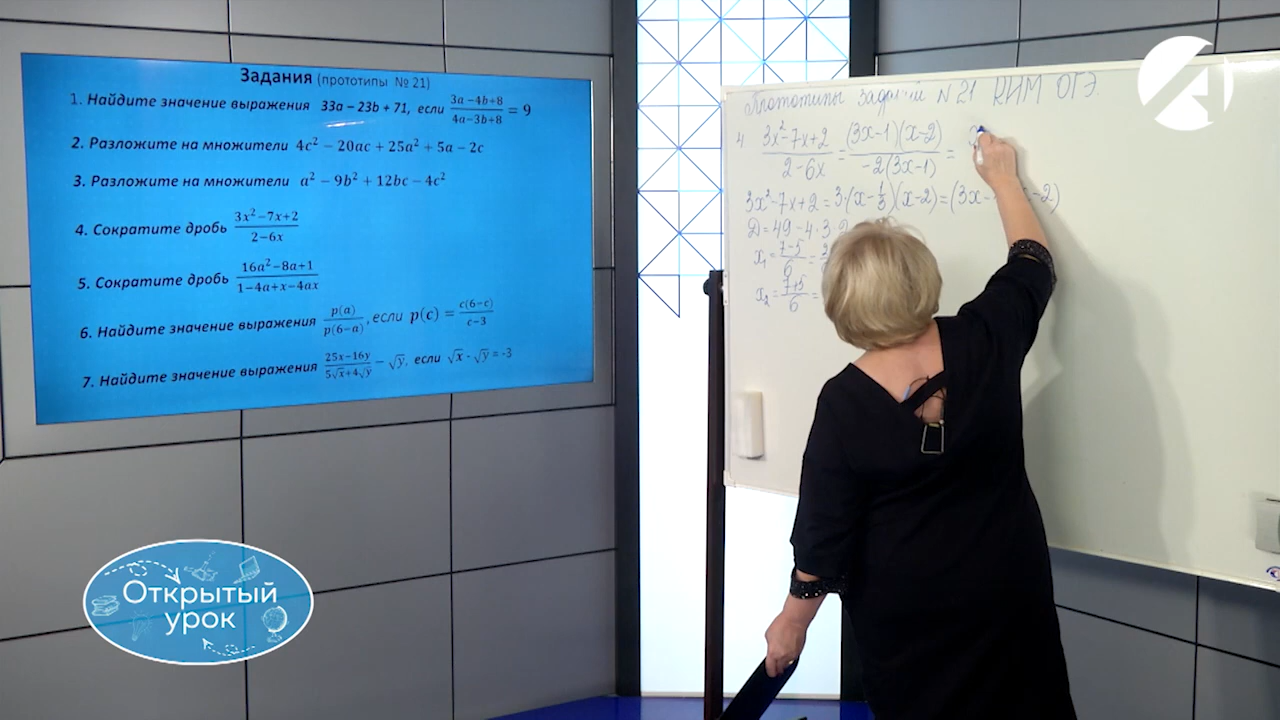 Задания (прототипы № 21)
1. Найдите значение выражения 33a − 23b + 71, если (3a−4b+8)/(4a−3b+8) = 9
2. Разложите на множители 4c² − 20ac + 25a² + 5a − 2c
3. Разложите на множители a² − 9b² + 12bc − 4c²
4. Сократите дробь (3x²−7x+2)/(2−6x)
5. Сократите дробь (16a²−8a+1)/(1−4a+x−4ax)
6. Найдите значение выражения p(a)/p(6−a), если p(c) = c(6−c)/(c−3)
7. Найдите значение выражения (25x−16y)/(5√x+4√y) − √y, если √x - √y = -3
Прототипы заданий N 21 КИМ ОГЭ.
4 (3x²−7x+2)/(2−6x) = (3x−1)(x−2)/(−2(3x−1)) =
3x²−7x+2 = 3·(x−1/3)(x−2) = (3x
D = 49 − 4·3·2
x₁ = (7−5)/6 =
x₂ = (7+5)/6 =
Открытый
урок